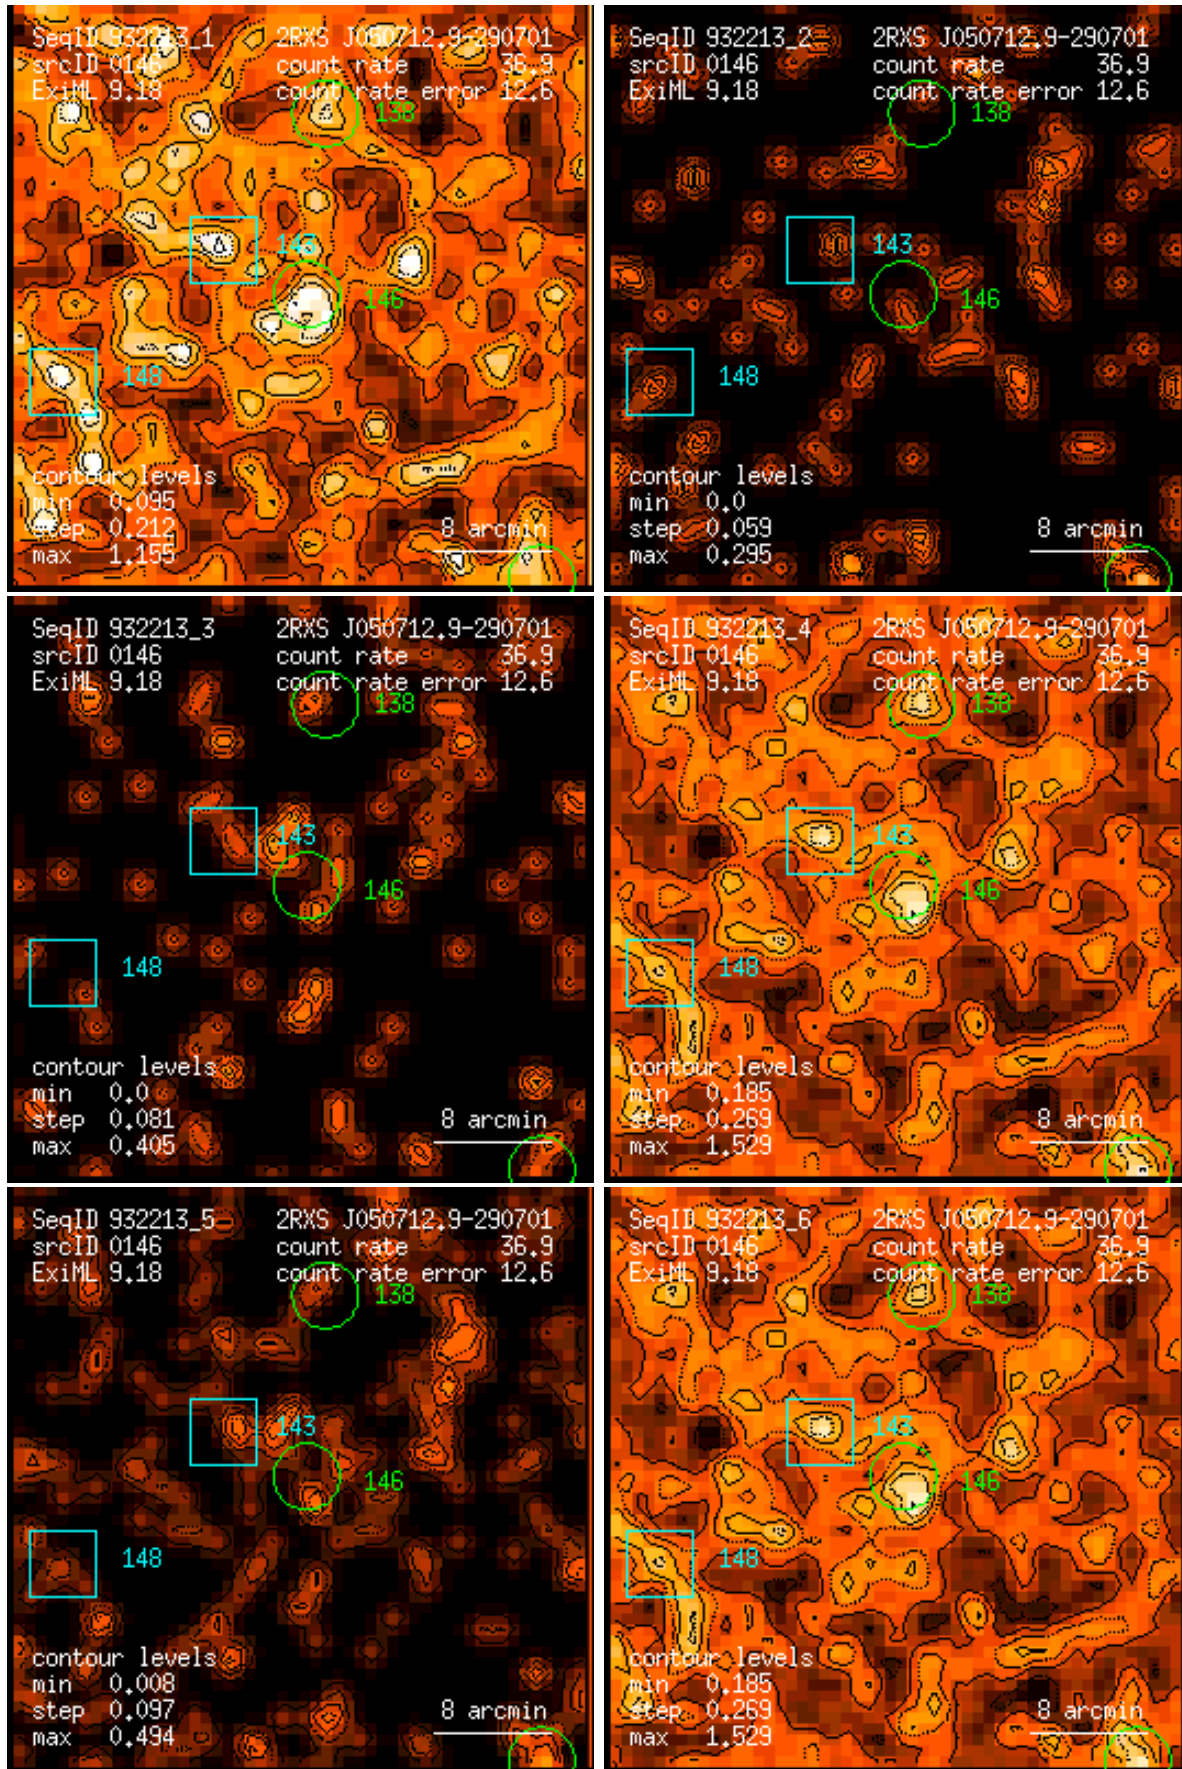 SeqID 932213_1 2RXS J050712.9-290701
srcID 0146 count rate 36.9
ExiML 9.18 count rate error 12.6
138
143
146
148
contour levels
min 0.095
step 0.212 8 arcmin
max 1.155
SeqID 932213_2 2RXS J050712.9-290701
srcID 0146 count rate 36.9
ExiML 9.18 count rate error 12.6
138
143
146
148
contour levels
min 0.0
step 0.059 8 arcmin
max 0.295
SeqID 932213_3 2RXS J050712.9-290701
srcID 0146 count rate 36.9
ExiML 9.18 count rate error 12.6
138
143
146
148
contour levels
min 0.0
step 0.081 8 arcmin
max 0.405
SeqID 932213_4 2RXS J050712.9-290701
srcID 0146 count rate 36.9
ExiML 9.18 count rate error 12.6
138
143
146
148
contour levels
min 0.185
step 0.269 8 arcmin
max 1.529
SeqID 932213_5 2RXS J050712.9-290701
srcID 0146 count rate 36.9
ExiML 9.18 count rate error 12.6
138
143
146
148
contour levels
min 0.008
step 0.097 8 arcmin
max 0.494
SeqID 932213_6 2RXS J050712.9-290701
srcID 0146 count rate 36.9
ExiML 9.18 count rate error 12.6
138
143
146
148
contour levels
min 0.185
step 0.269 8 arcmin
max 1.529